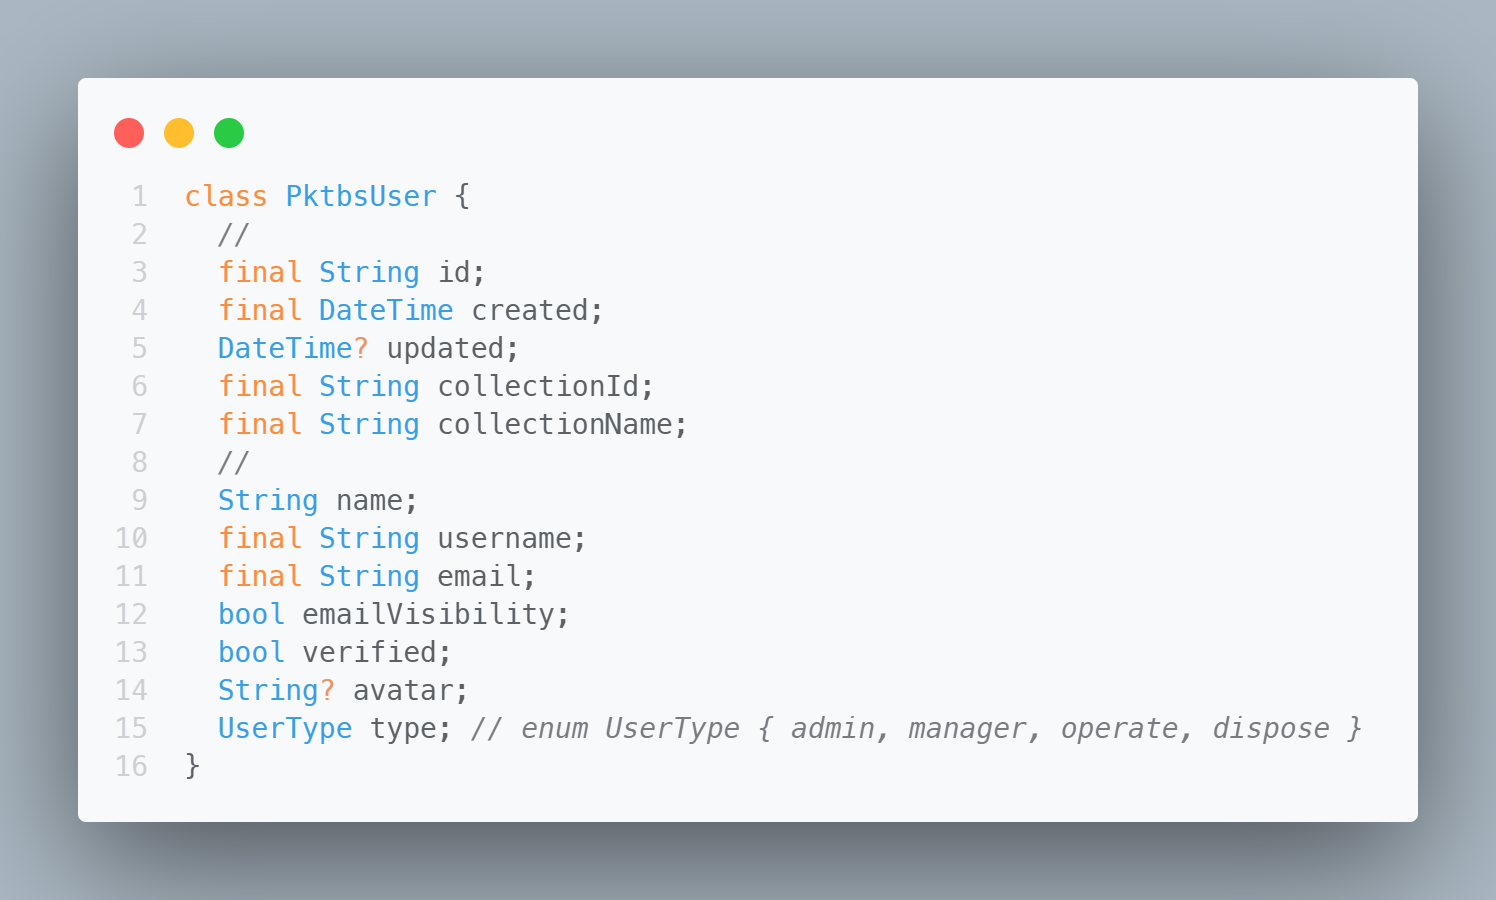 1 class PktbsUser {
2   //
3   final String id;
4   final DateTime created;
5   DateTime? updated;
6   final String collectionId;
7   final String collectionName;
8   //
9   String name;
10   final String username;
11   final String email;
12   bool emailVisibility;
13   bool verified;
14   String? avatar;
15   UserType type; // enum UserType { admin, manager, operate, dispose }
16 }